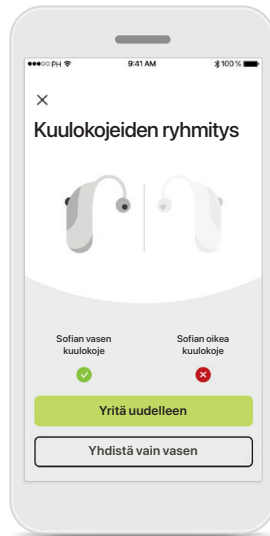 ●●●○○ PH 9:41 AM 100 %
Kuulokojeiden ryhmitys
Sofian vasen kuulokoje
Sofian oikea kuulokoje
Yritä uudelleen
Yhdistä vain vasen